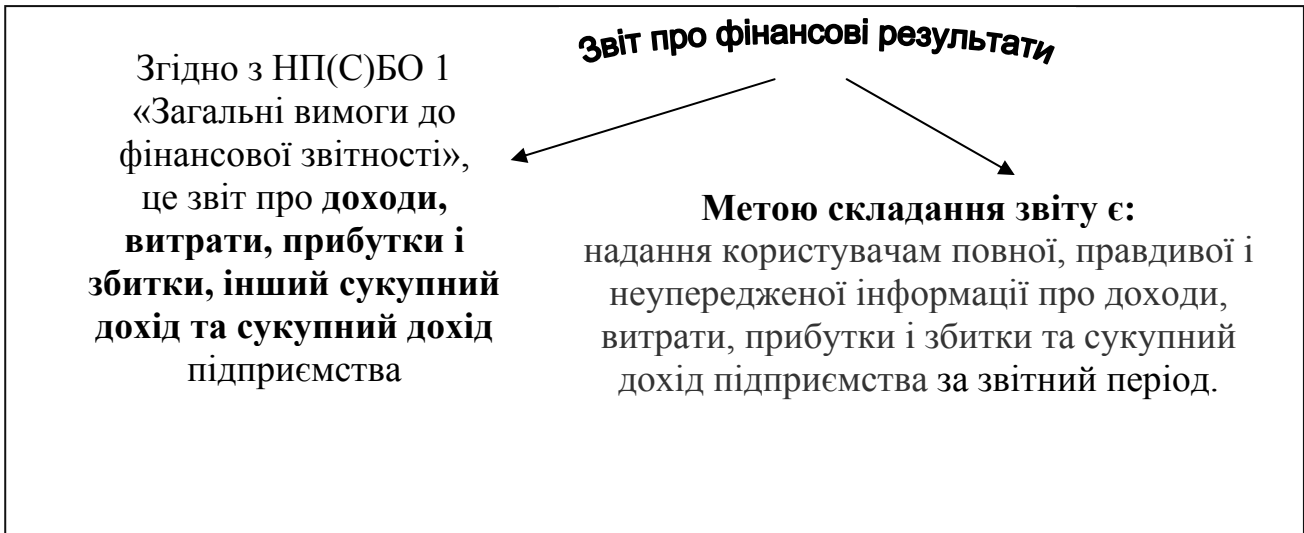 Звіт про фінансові результати
Згідно з НП(С)БО 1
«Загальні вимоги до
фінансової звітності»,
це звіт про доходи,
витрати, прибутки і
збитки, інший сукупний
дохід та сукупний дохід
підприємства
Метою складання звіту є:
надання користувачам повної, правдивої і
неупередженої інформації про доходи,
витрати, прибутки і збитки та сукупний
дохід підприємства за звітний період.